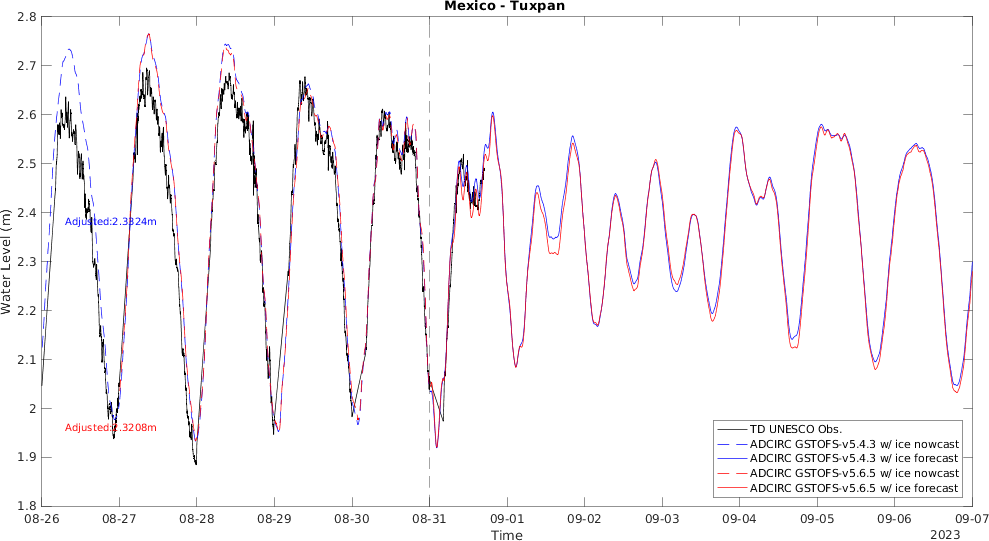 Mexico - Tuxpan
Water Level (m)
2.8
2.7
2.6
2.5
2.4
2.3
2.2
2.1
2
1.9
1.8
Adjusted:2.3324m
Adjusted:2.3208m
TD UNESCO Obs.
ADCIRC GSTOFS-v5.4.3 w/ ice nowcast
ADCIRC GSTOFS-v5.4.3 w/ ice forecast
ADCIRC GSTOFS-v5.6.5 w/ ice nowcast
ADCIRC GSTOFS-v5.6.5 w/ ice forecast
08-26 08-27 08-28 08-29 08-30 08-31 09-01 09-02 09-03 09-04 09-05 09-06 09-07
Time
2023